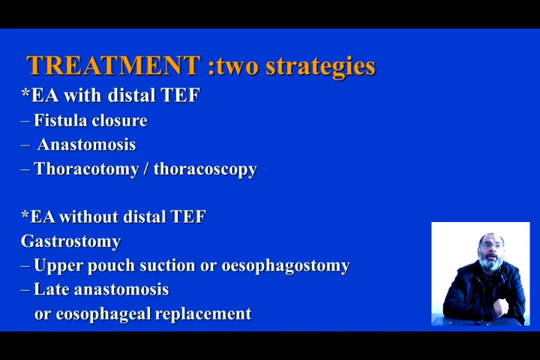 TREATMENT :two strategies
*EA with distal TEF
– Fistula closure
– Anastomosis
– Thoracotomy / thoracoscopy
*EA without distal TEF
Gastrostomy
– Upper pouch suction or oesophagostomy
– Late anastomosis
or eosophageal replacement